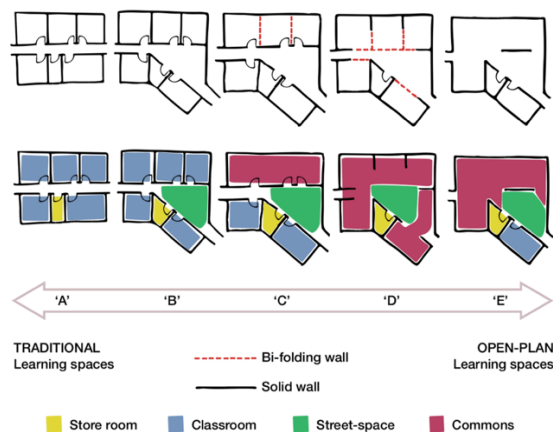 'A' 'B' 'C' 'D' 'E'
TRADITIONAL
Learning spaces
Bi-folding wall
Solid wall
OPEN-PLAN
Learning spaces
Store room Classroom Street-space Commons